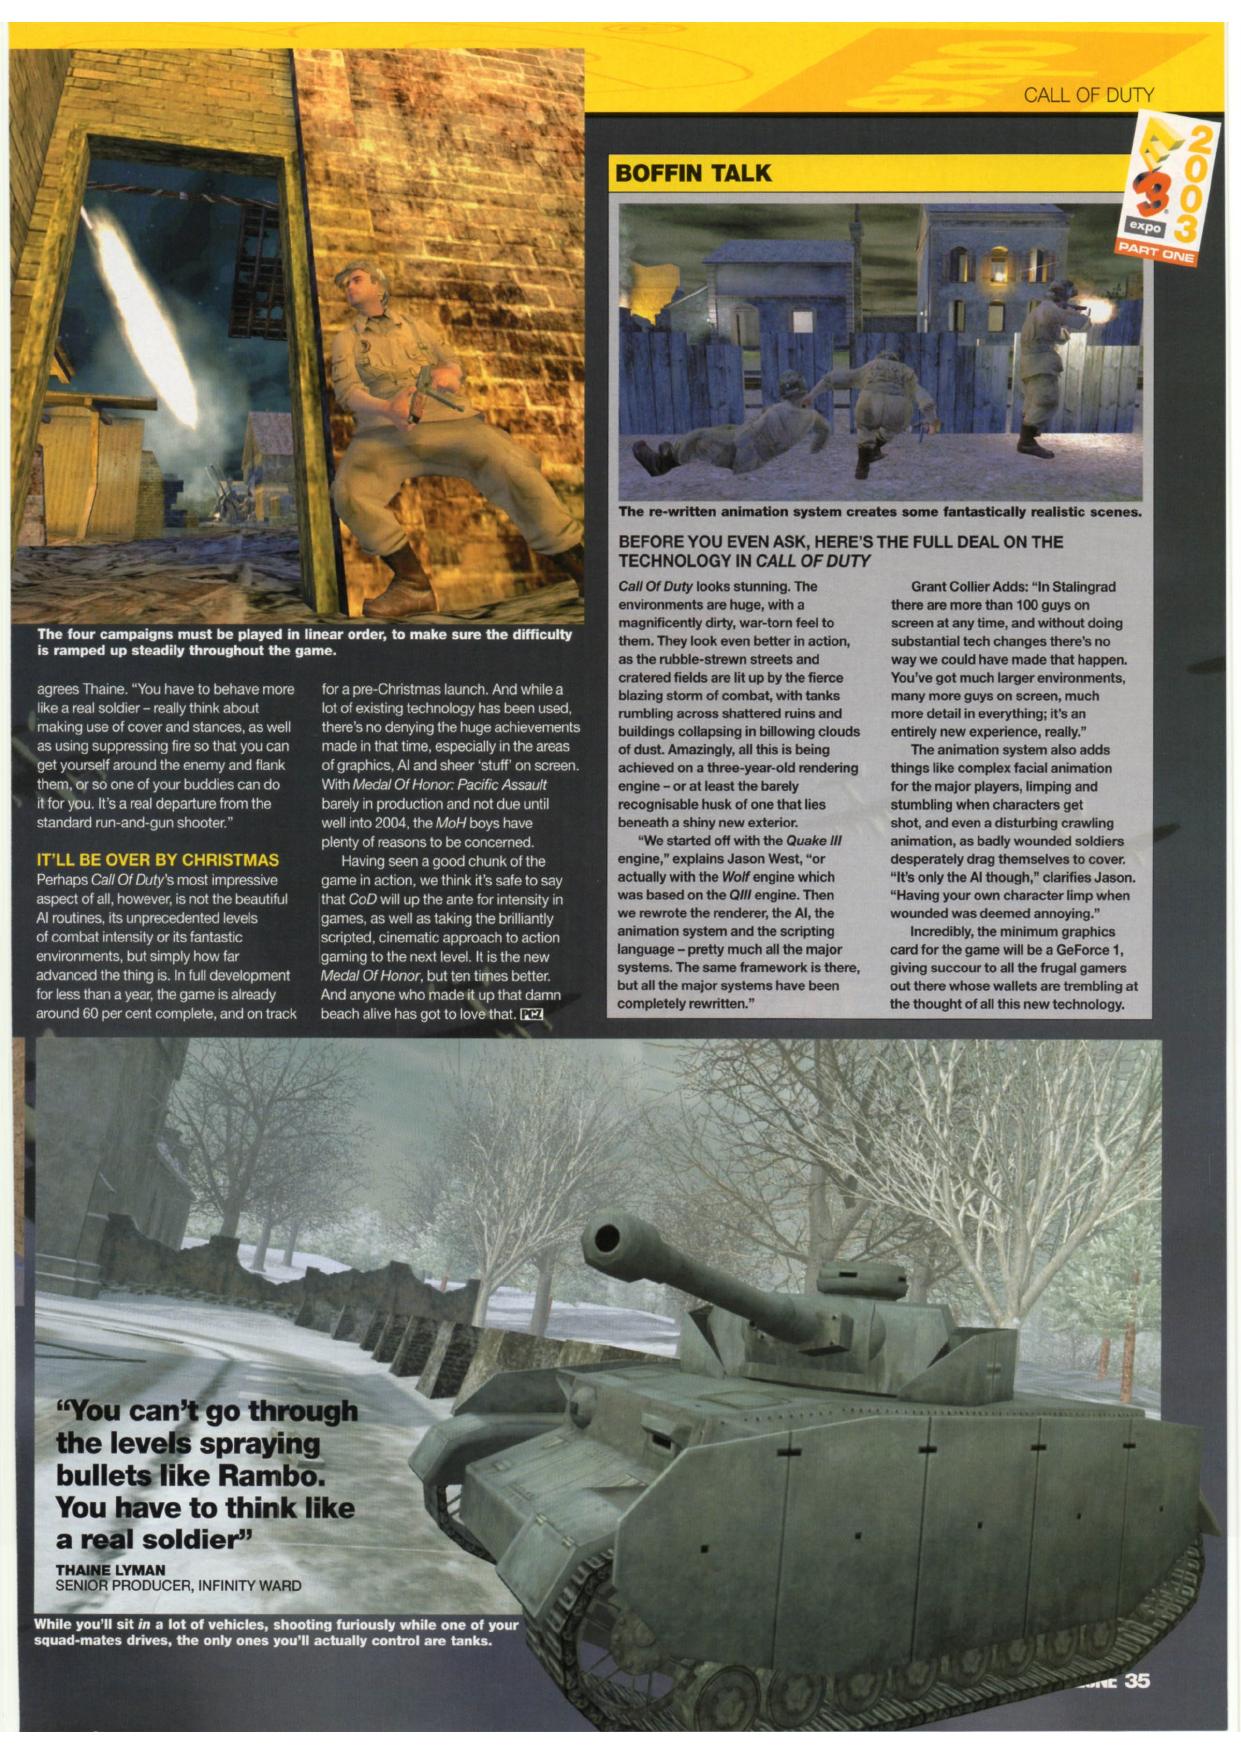 CALL OF DUTY
E3
expo
2003
PART ONE
The four campaigns must be played in linear order, to make sure the difficulty
is ramped up steadily throughout the game.
agrees Thaine. “You have to behave more
like a real soldier – really think about
making use of cover and stances, as well
as using suppressing fire so that you can
get yourself around the enemy and flank
them, or so one of your buddies can do
it for you. It’s a real departure from the
standard run-and-gun shooter.”
IT’LL BE OVER BY CHRISTMAS
Perhaps Call Of Duty’s most impressive
aspect of all, however, is not the beautiful
AI routines, its unprecedented levels
of combat intensity or its fantastic
environments, but simply how far
advanced the thing is. In full development
for less than a year, the game is already
around 60 per cent complete, and on track
for a pre-Christmas launch. And while a
lot of existing technology has been used,
there’s no denying the huge achievements
made in that time, especially in the areas
of graphics, AI and sheer ‘stuff’ on screen.
With Medal Of Honor: Pacific Assault
barely in production and not due until
well into 2004, the MoH boys have
plenty of reasons to be concerned.
Having seen a good chunk of the
game in action, we think it’s safe to say
that CoD will up the ante for intensity in
games, as well as taking the brilliantly
scripted, cinematic approach to action
gaming to the next level. It is the new
Medal Of Honor, but ten times better.
And anyone who made it up that damn
beach alive has got to love that. PCZ
BOFFIN TALK
The re-written animation system creates some fantastically realistic scenes.
BEFORE YOU EVEN ASK, HERE’S THE FULL DEAL ON THE
TECHNOLOGY IN CALL OF DUTY
Call Of Duty looks stunning. The
environments are huge, with a
magnificently dirty, war-torn feel to
them. They look even better in action,
as the rubble-strewn streets and
cratered fields are lit up by the fierce
blazing storm of combat, with tanks
rumbling across shattered ruins and
buildings collapsing in billowing clouds
of dust. Amazingly, all this is being
achieved on a three-year-old rendering
engine – or at least the barely
recognisable husk of one that lies
beneath a shiny new exterior.
“We started off with the Quake III
engine,” explains Jason West, “or
actually with the Wolf engine which
was based on the QIII engine. Then
we rewrote the renderer, the AI, the
animation system and the scripting
language – pretty much all the major
systems. The same framework is there,
but all the major systems have been
completely rewritten.”
Grant Collier Adds: “In Stalingrad
there are more than 100 guys on
screen at any time, and without doing
substantial tech changes there’s no
way we could have made that happen.
You’ve got much larger environments,
many more guys on screen, much
more detail in everything; it’s an
entirely new experience, really.”
The animation system also adds
things like complex facial animation
for the major players, limping and
stumbling when characters get
shot, and even a disturbing crawling
animation, as badly wounded soldiers
desperately drag themselves to cover.
“It’s only the AI though,” clarifies Jason.
“Having your own character limp when
wounded was deemed annoying.”
Incredibly, the minimum graphics
card for the game will be a GeForce 1,
giving succour to all the frugal gamers
out there whose wallets are trembling at
the thought of all this new technology.
“You can’t go through
the levels spraying
bullets like Rambo.
You have to think like
a real soldier”
THAINE LYMAN
SENIOR PRODUCER, INFINITY WARD
While you’ll sit in a lot of vehicles, shooting furiously while one of your
squad-mates drives, the only ones you’ll actually control are tanks.
35